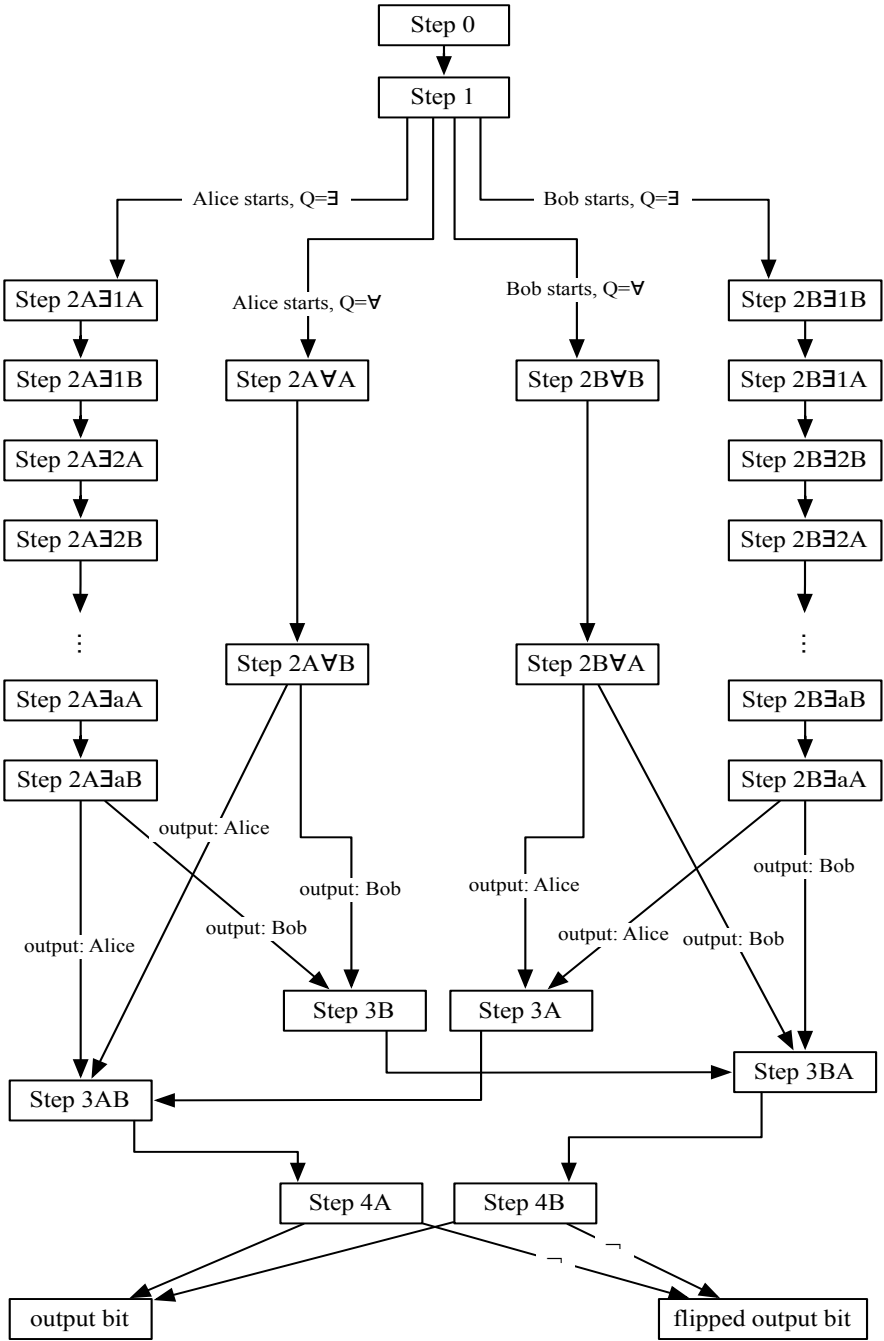 Step 0
Step 1
Alice starts, Q=∃
Bob starts, Q=∃
Step 2A∃1A
Alice starts, Q=∀
Bob starts, Q=∀
Step 2B∃1B
Step 2A∃1B
Step 2A∀A
Step 2B∀B
Step 2B∃1A
Step 2A∃2A
Step 2B∃2B
Step 2A∃2B
Step 2B∃2A
⋮
⋮
Step 2A∀B
Step 2B∀A
Step 2A∃aA
Step 2B∃aB
Step 2A∃aB
Step 2B∃aA
output: Alice
output: Bob
output: Bob
output: Alice
output: Alice
output: Bob
output: Alice
output: Bob
Step 3B
Step 3A
Step 3BA
Step 3AB
Step 4A
Step 4B
¬
¬
output bit
flipped output bit